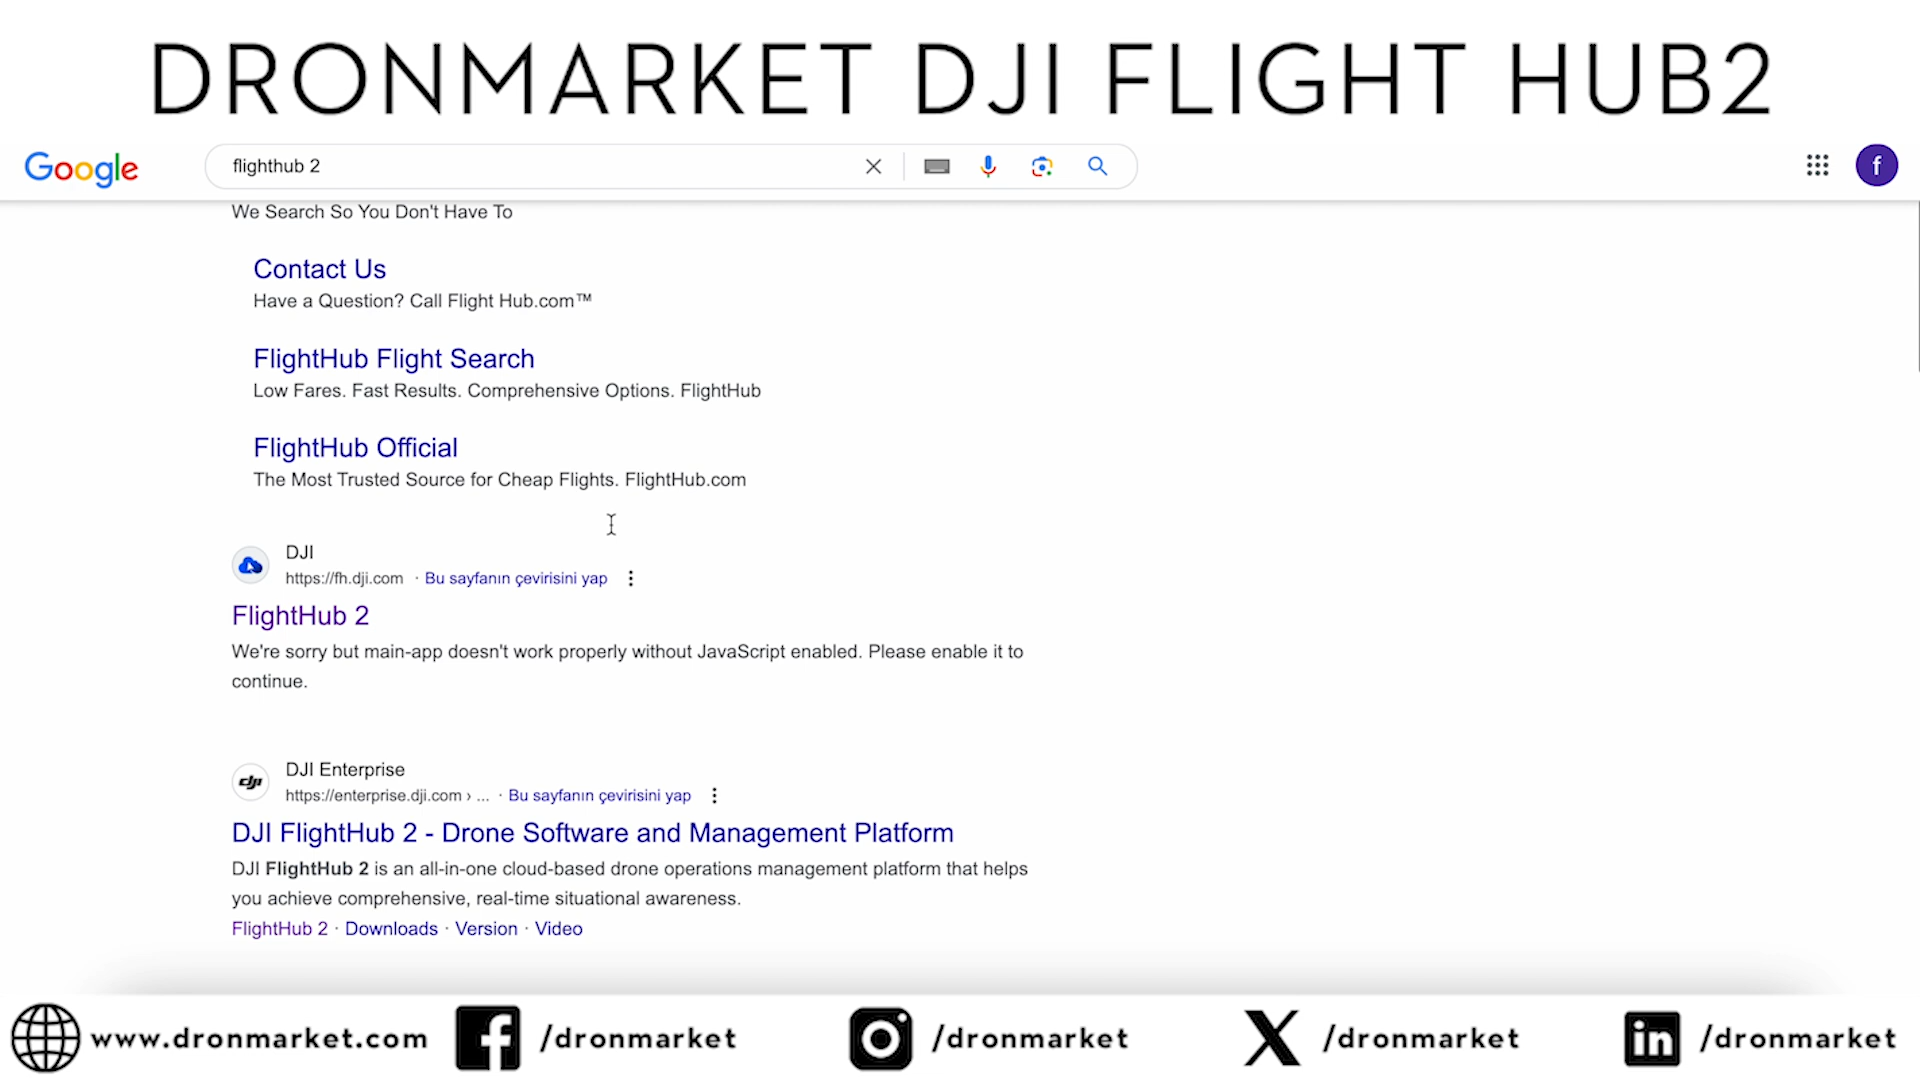 DRONMARKET DJI FLIGHT HUB2
Google
flighthub 2
f
We Search So You Don't Have To
Contact Us
Have a Question? Call Flight Hub.com™
FlightHub Flight Search
Low Fares. Fast Results. Comprehensive Options. FlightHub
FlightHub Official
The Most Trusted Source for Cheap Flights. FlightHub.com
DJI
https://fh.dji.com · Bu sayfanın çevirisini yap
FlightHub 2
We're sorry but main-app doesn't work properly without JavaScript enabled. Please enable it to
continue.
dji
DJI Enterprise
https://enterprise.dji.com › ... · Bu sayfanın çevirisini yap
DJI FlightHub 2 - Drone Software and Management Platform
DJI FlightHub 2 is an all-in-one cloud-based drone operations management platform that helps
you achieve comprehensive, real-time situational awareness.
FlightHub 2 · Downloads · Version · Video
www.dronmarket.com /dronmarket /dronmarket /dronmarket /dronmarket